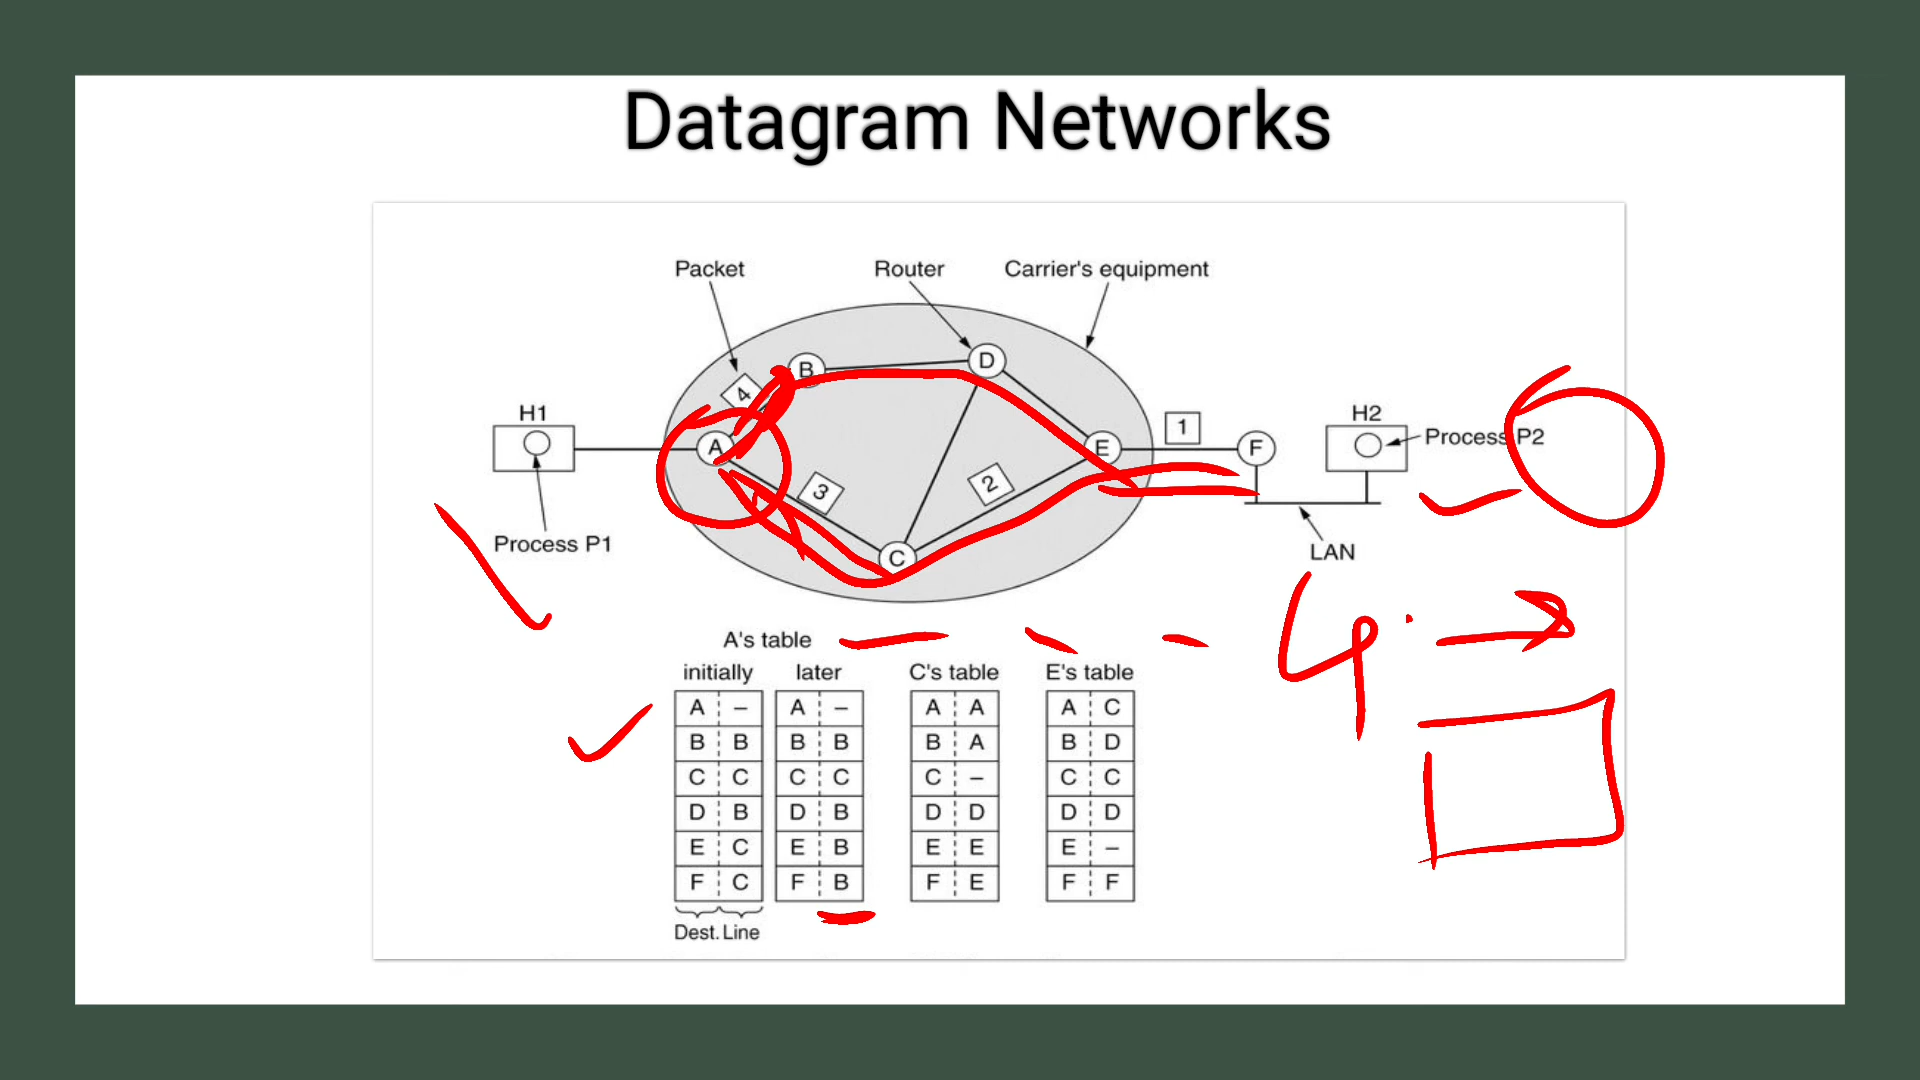 Datagram Networks
Packet Router Carrier's equipment
B D
4
H1 1 H2
A E F Process P2
3 2
Process P1 C LAN
4
A's table
initially later C's table E's table
A – A – A A A C
B B B B B A B D
C C C C C – C C
D B D B D D D D
E C E B E E E –
F C F B F E F F
Dest. Line